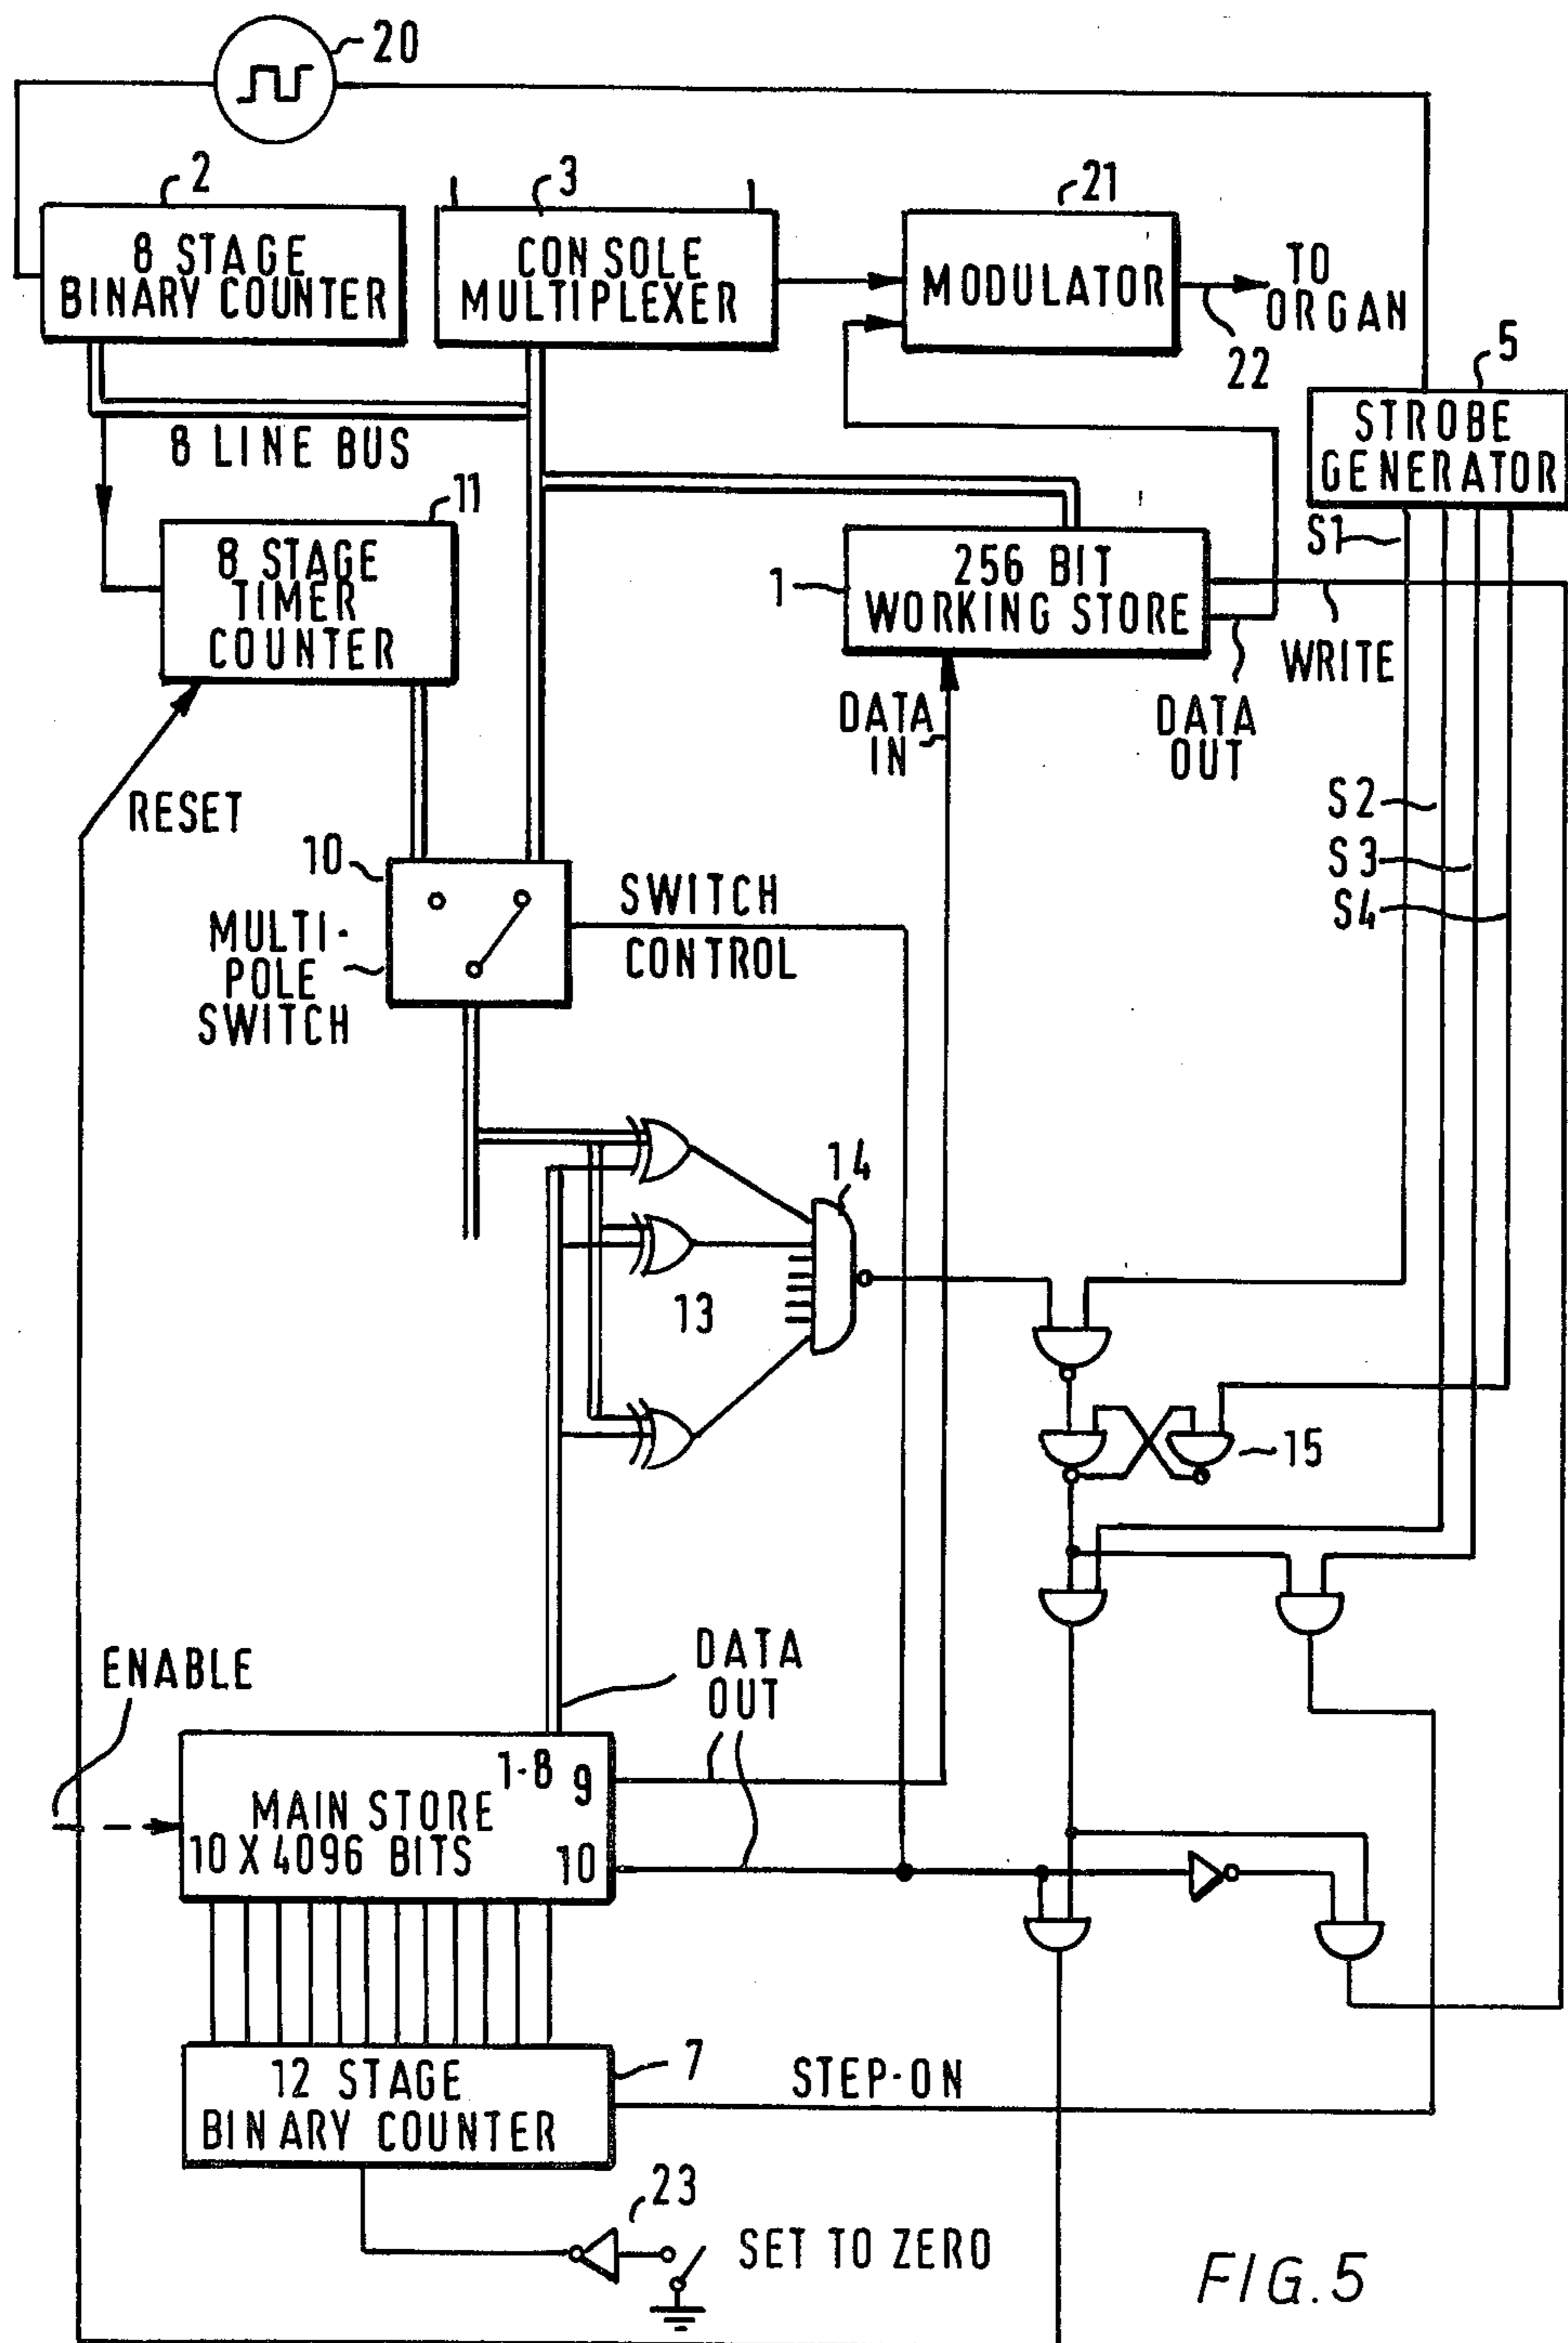 20
2
8 STAGE
BINARY COUNTER
3
CONSOLE
MULTIPLEXER
21
MODULATOR
TO
ORGAN
22
5
STROBE
GENERATOR
8 LINE BUS
11
8 STAGE
TIMER
COUNTER
1
256 BIT
WORKING STORE
S1
WRITE
DATA
IN
DATA
OUT
RESET
S2
S3
S4
10
MULTI-
POLE
SWITCH
SWITCH
CONTROL
14
13
15
ENABLE
DATA
OUT
1-8
9
MAIN STORE
10 X 4096 BITS
10
12 STAGE
BINARY COUNTER
7
STEP-ON
23
SET TO ZERO
FIG.5